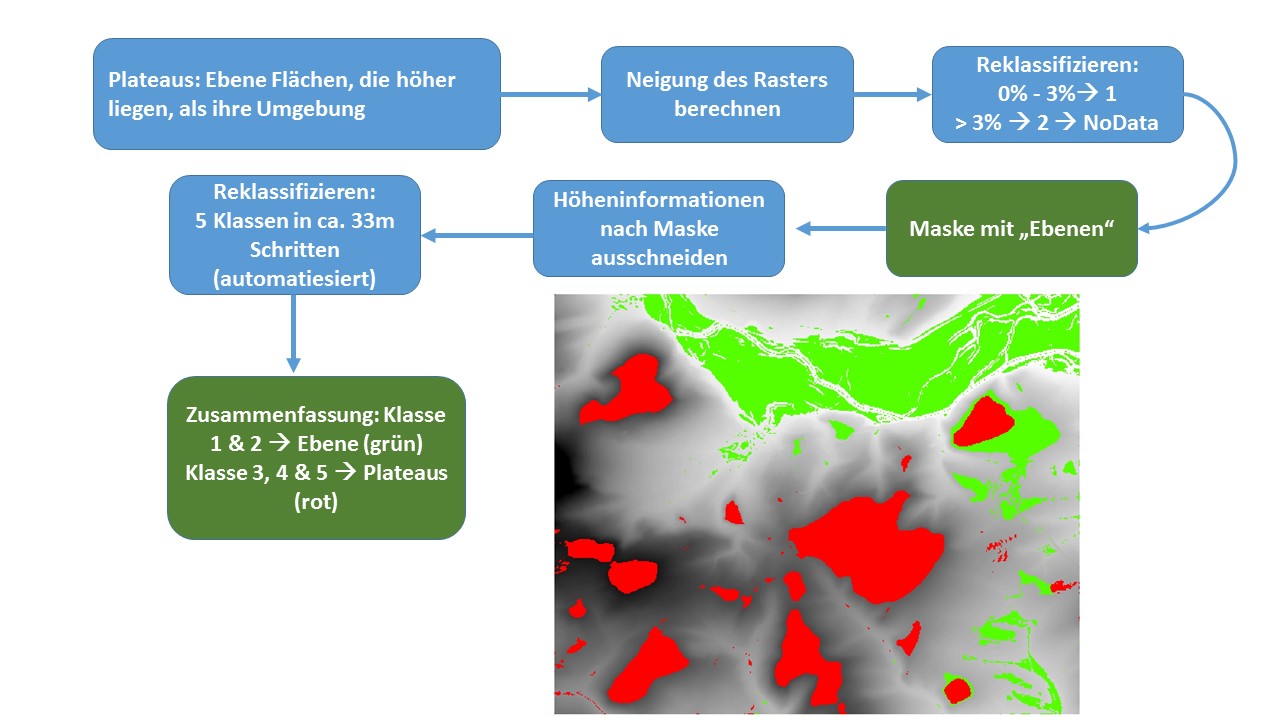 Plateaus: Ebene Flächen, die höher
liegen, als ihre Umgebung
Neigung des Rasters
berechnen
Reklassifizieren:
0% - 3%→ 1
> 3% → 2 → NoData
Maske mit „Ebenen“
Höheninformationen
nach Maske
ausschneiden
Reklassifizieren:
5 Klassen in ca. 33m
Schritten
(automatiesiert)
Zusammenfassung: Klasse
1 & 2 → Ebene (grün)
Klasse 3, 4 & 5 → Plateaus
(rot)